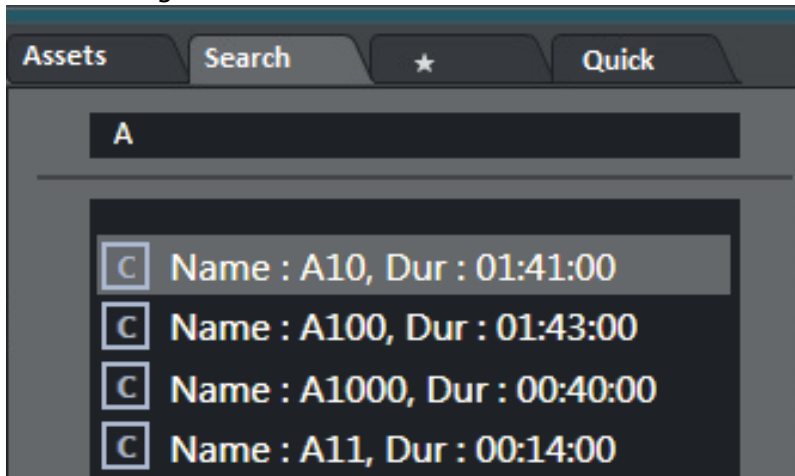 Assets Search ★ Quick
A
C Name : A10, Dur : 01:41:00
C Name : A100, Dur : 01:43:00
C Name : A1000, Dur : 00:40:00
C Name : A11, Dur : 00:14:00